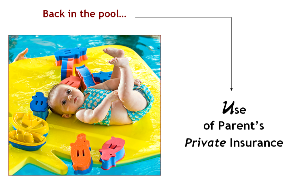 Back in the pool...
Use
of Parent's
Private Insurance